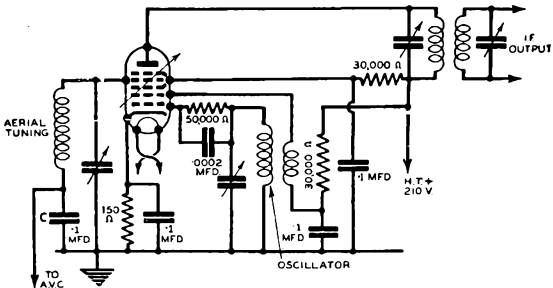 30,000 Ω
I.F
OUTPUT
AERIAL
TUNING
50,000 Ω
.0002
MFD
30,000 Ω
.1 MFD
H.T.+
210 V.
C
.1
MFD
150
Ω
.1
MFD
.1
MFD
OSCILLATOR
TO
A.V.C